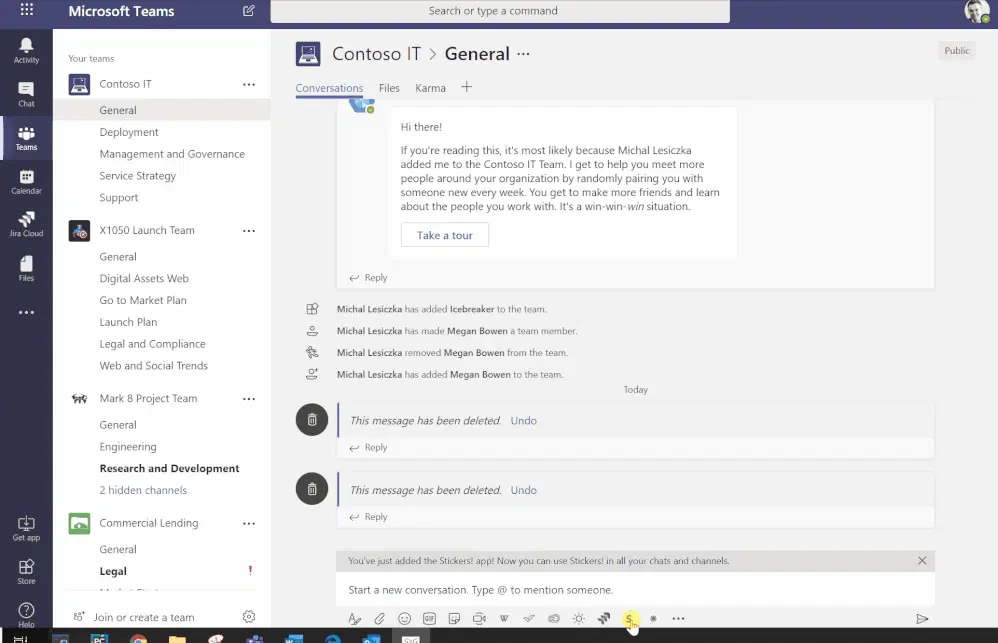 Microsoft Teams
Search or type a command
Activity
Chat
Teams
Calendar
Jira Cloud
Files
Get app
Store
Help
Your teams
Contoso IT
General
Deployment
Management and Governance
Service Strategy
Support
X1050 Launch Team
General
Digital Assets Web
Go to Market Plan
Launch Plan
Legal and Compliance
Web and Social Trends
Mark 8 Project Team
General
Engineering
Research and Development
2 hidden channels
Commercial Lending
General
Legal !
Join or create a team
Contoso IT > General ...
Public
Conversations Files Karma +
Hi there!
If you're reading this, it's most likely because Michal Lesiczka
added me to the Contoso IT Team. I get to help you meet more
people around your organization by randomly pairing you with
someone new every week. You get to make more friends and learn
about the people you work with. It's a win-win-win situation.
Take a tour
Reply
Michal Lesiczka has added Icebreaker to the team.
Michal Lesiczka has made Megan Bowen a team member.
Michal Lesiczka removed Megan Bowen from the team.
Michal Lesiczka has added Megan Bowen to the team.
Today
This message has been deleted. Undo
Reply
This message has been deleted. Undo
Reply
You've just added the Stickers! app! Now you can use Stickers! in all your chats and channels.
Start a new conversation. Type @ to mention someone.
GIF